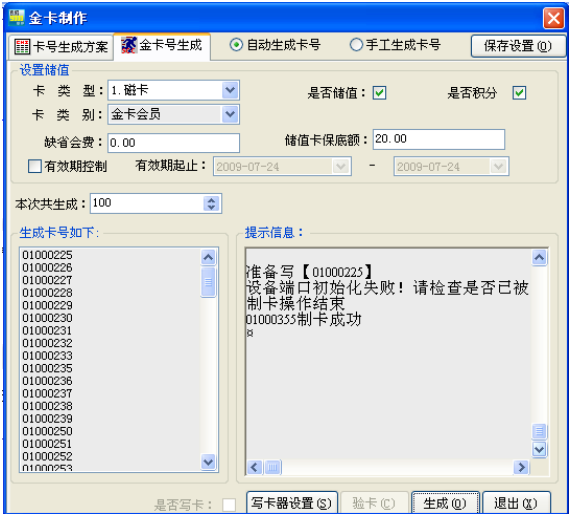 金卡制作
卡号生成方案 金卡号生成 自动生成卡号 手工生成卡号 保存设置(Q)
设置储值
卡 类 型: 1.磁卡 是否储值: 是否积分
卡 类 别: 金卡会员
缺省会费: 0.00 储值卡保底额: 20.00
有效期控制 有效期起止: 2009-07-24 - 2009-07-24
本次共生成: 100
生成卡号如下:
01000225
01000226
01000227
01000228
01000229
01000230
01000231
01000232
01000233
01000235
01000236
01000237
01000238
01000239
01000250
01000251
01000252
01000253
提示信息:
准备写【01000225】
设备端口初始化失败!请检查是否已被
制卡操作结束
01000355制卡成功
¤
是否写卡: 写卡器设置(S) 验卡(C) 生成(O) 退出(X)